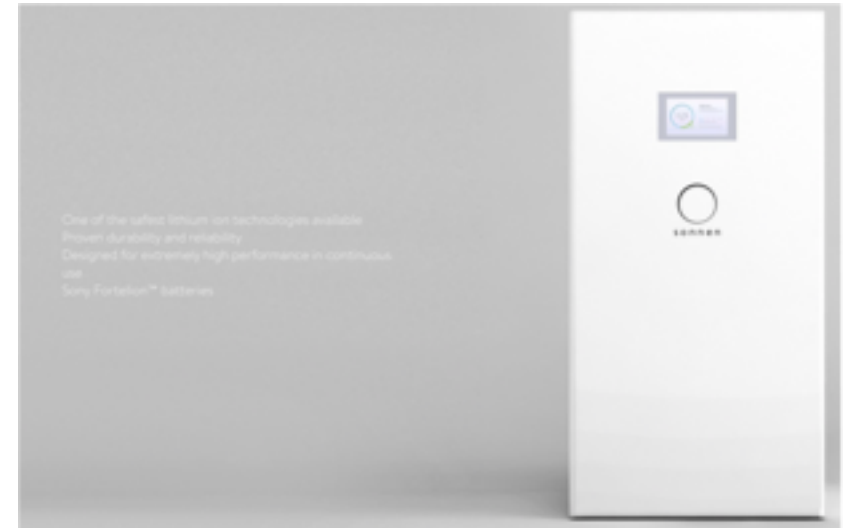 One of the safest lithium ion technologies available
Proven durability and reliability
Designed for extremely high performance in continuous
use
Sony Fortelion™ batteries
sonnen